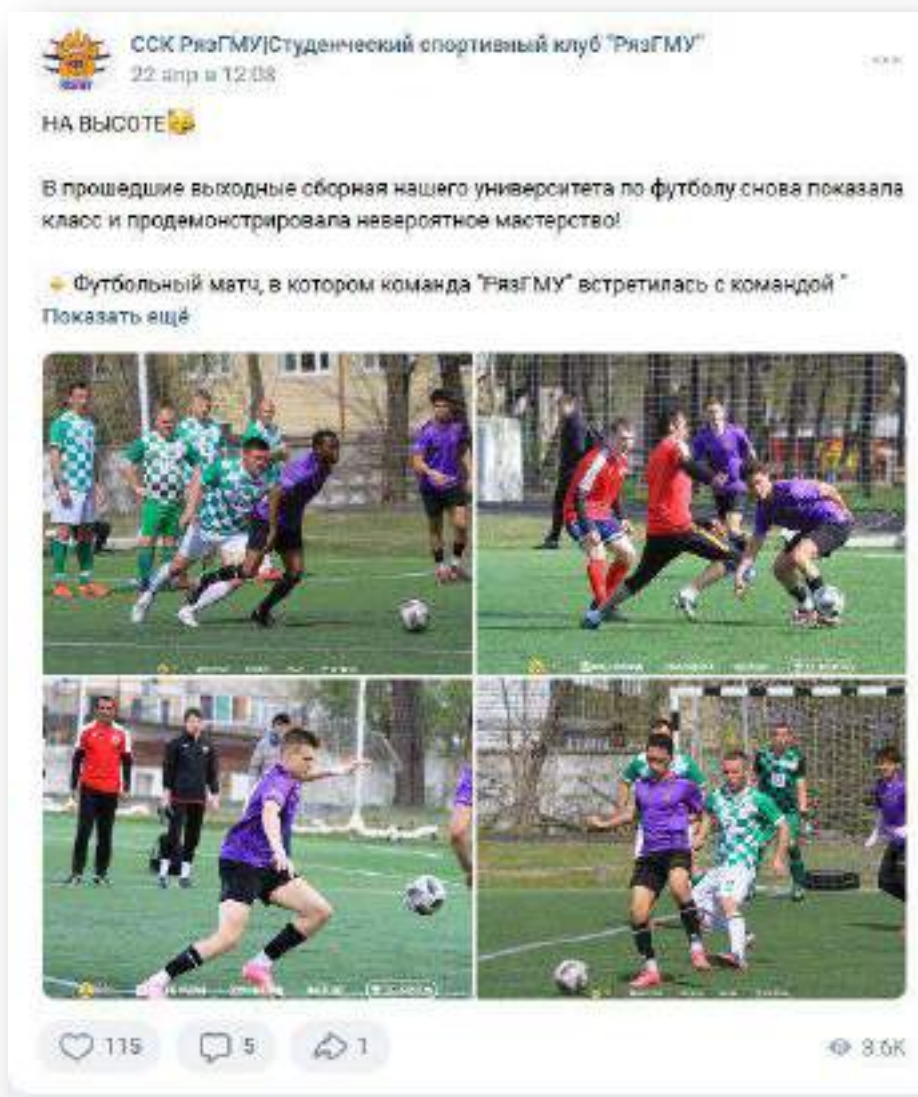 ССК РязГМУ|Студенческий спортивный клуб "РязГМУ"
22 апр в 12:08
НА ВЫСОТЕ
В прошедшие выходные сборная нашего университета по футболу снова показала
класс и продемонстрировала невероятное мастерство!
Футбольный матч, в котором команда "РязГМУ" встретилась с командой "
Показать ещё
115
5
1
3.6K